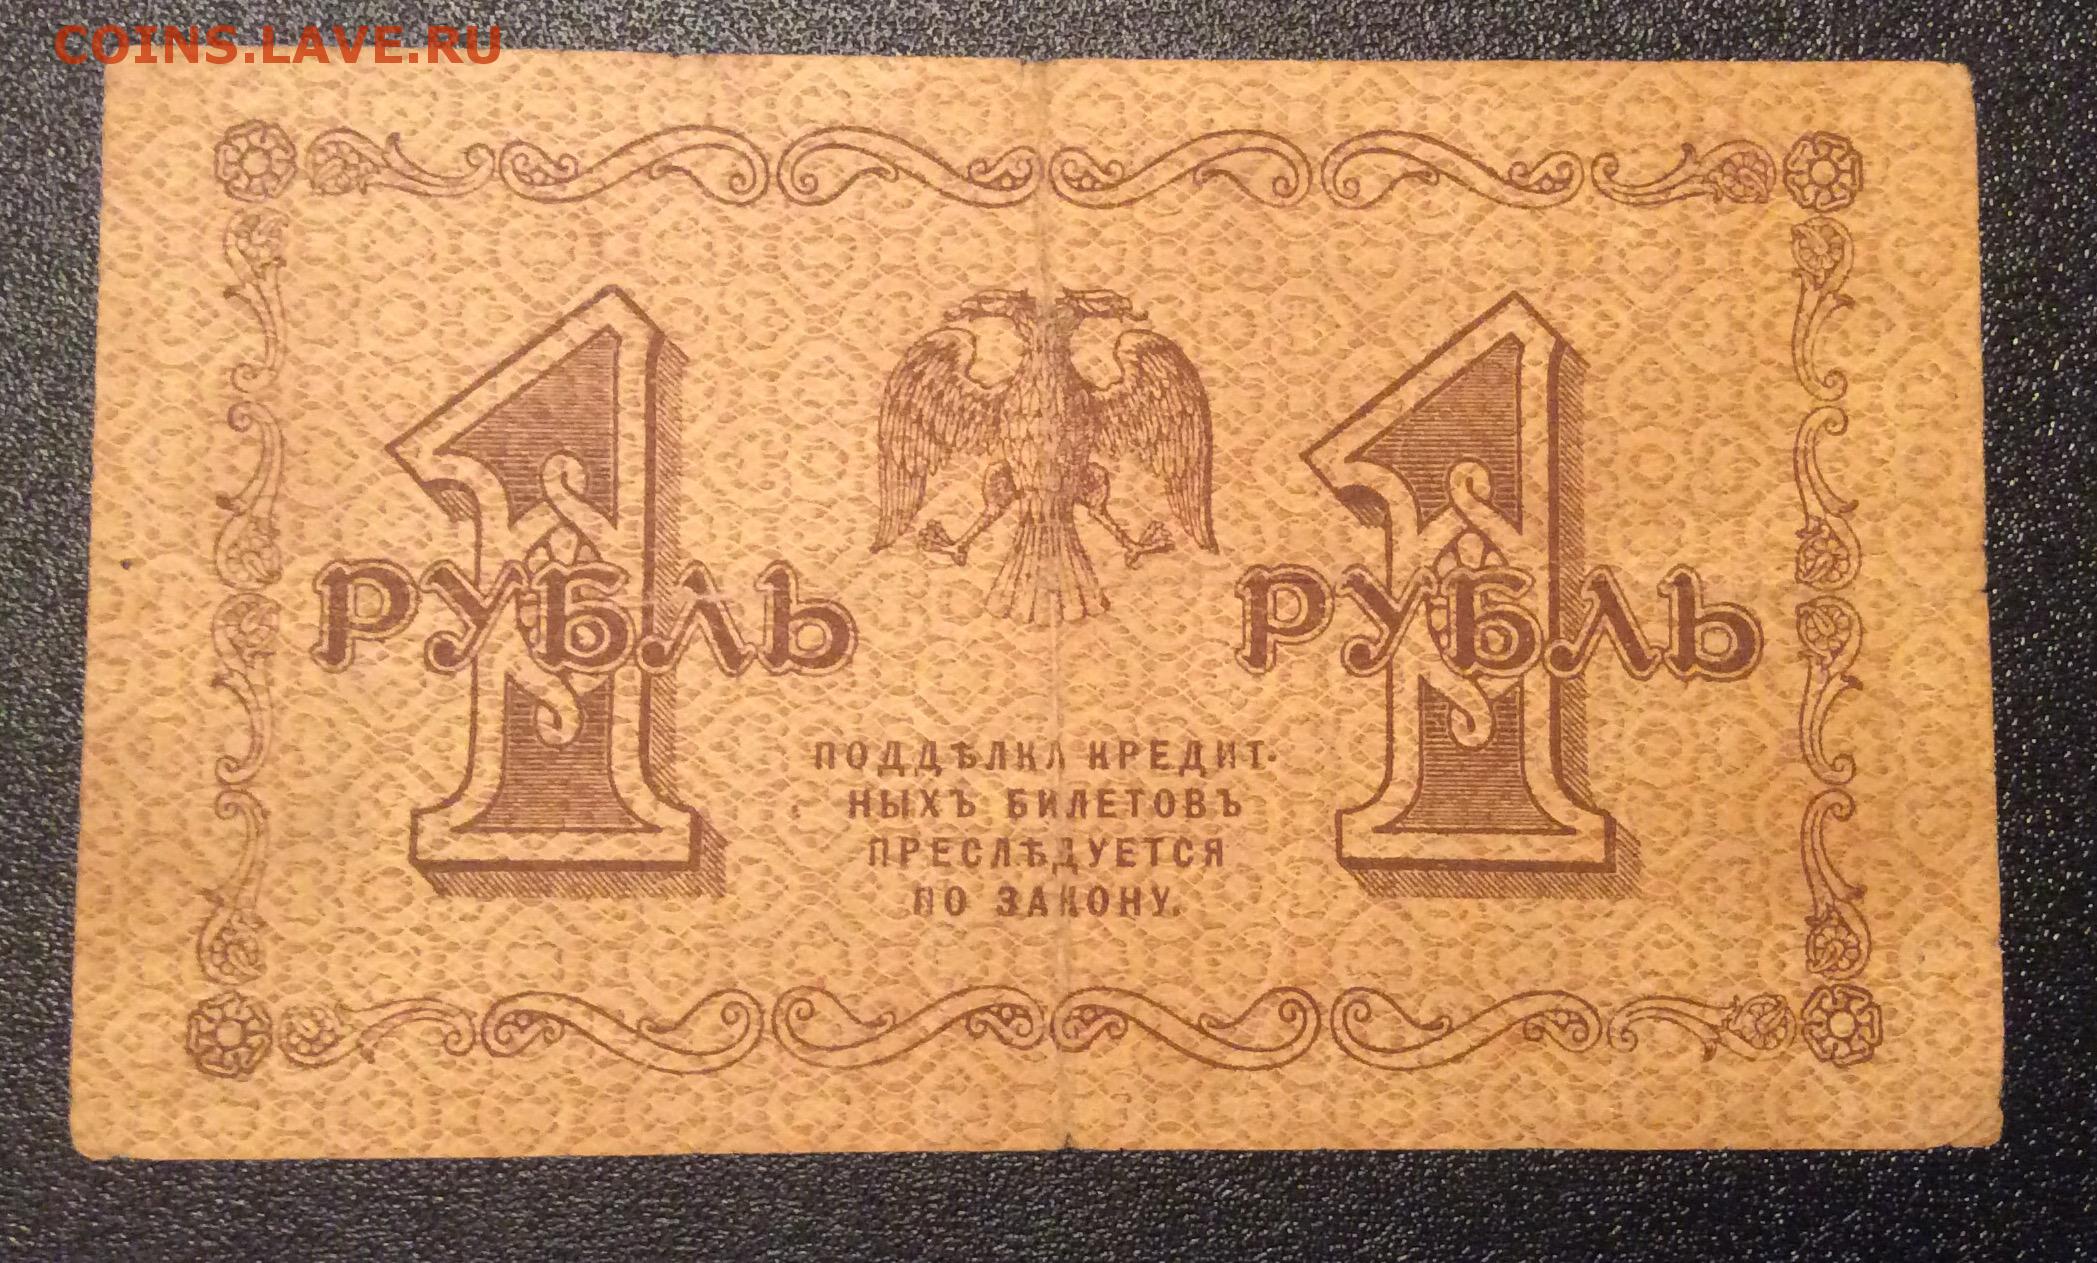 COINS.LAVE.RU
1 1
РУБЛЬ РУБЛЬ
ПОДДѢЛКА КРЕДИТ-
НЫХЪ БИЛЕТОВЪ
ПРЕСЛѢДУЕТСЯ
ПО ЗАКОНУ.